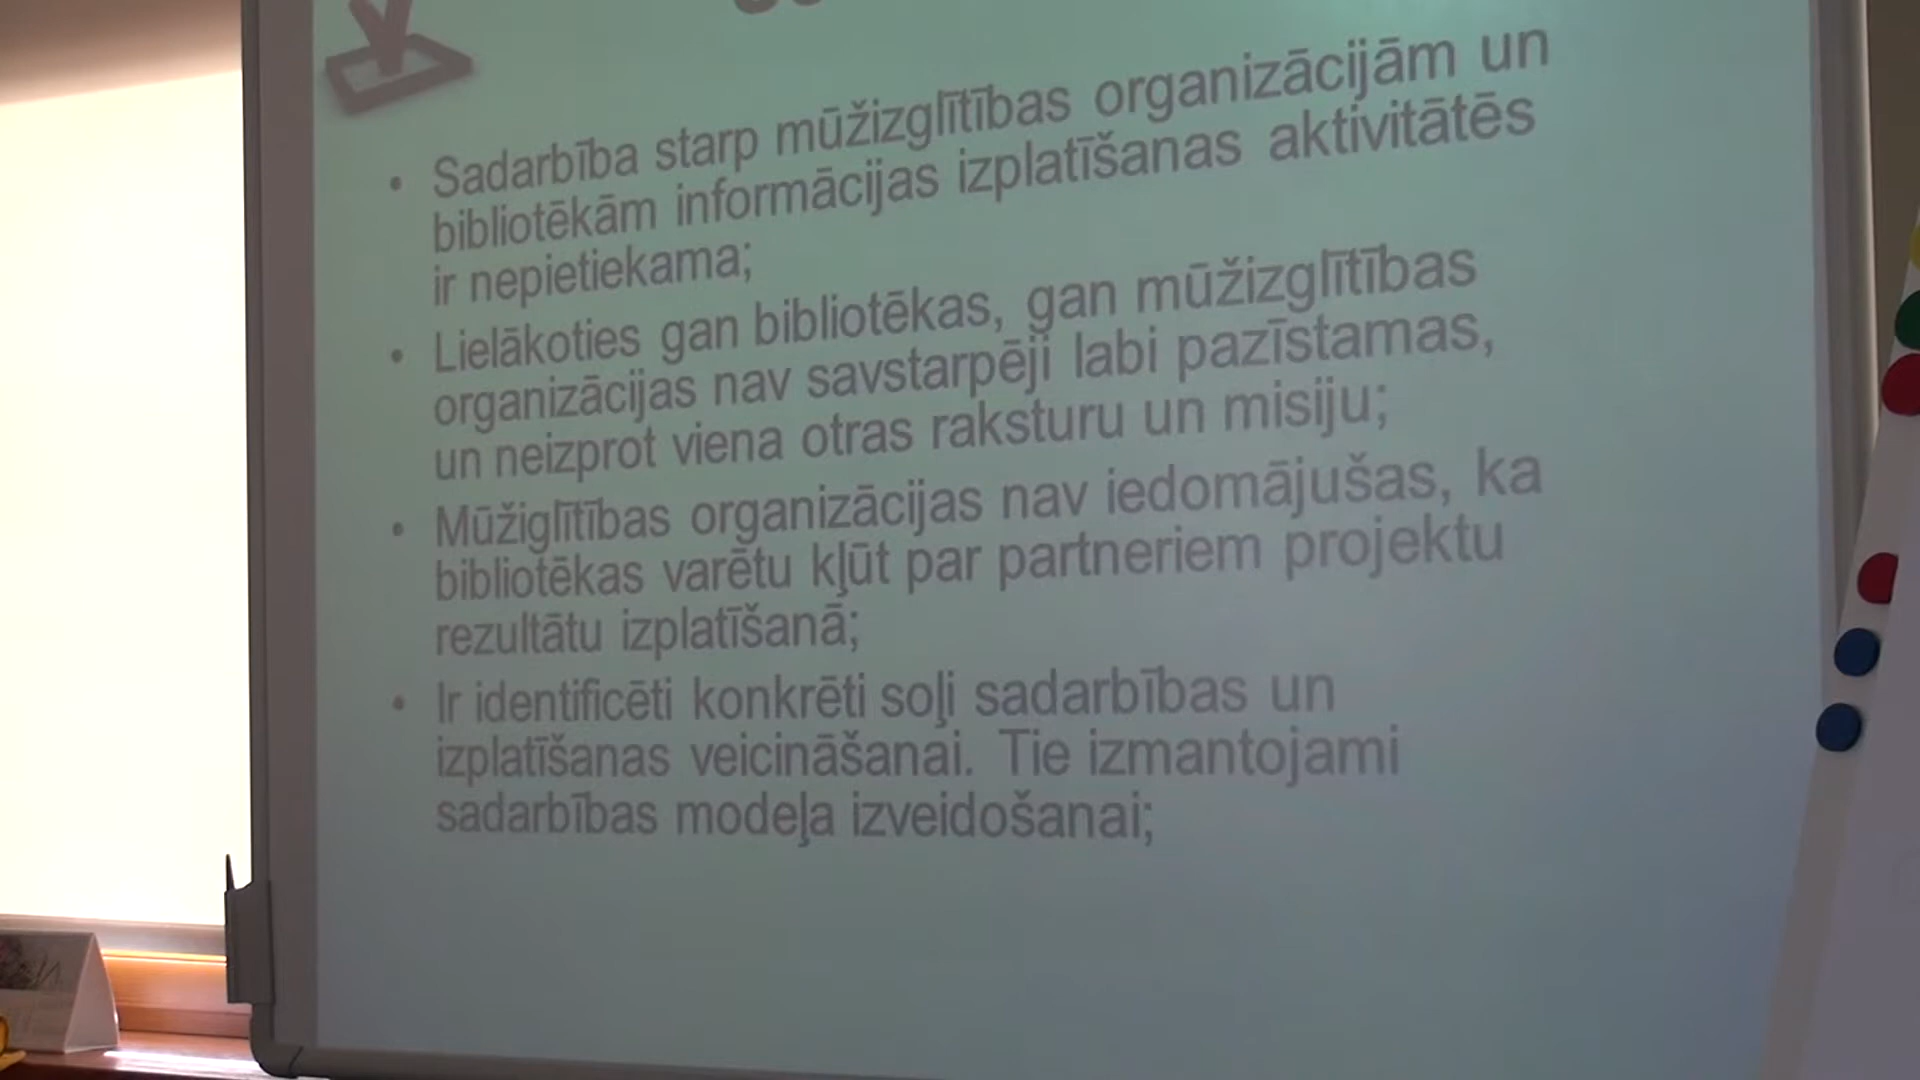 • Sadarbība starp mūžizglītības organizācijām un
bibliotēkām informācijas izplatīšanas aktivitātēs
ir nepietiekama;
• Lielākoties gan bibliotēkas, gan mūžizglītības
organizācijas nav savstarpēji labi pazīstamas,
un neizprot viena otras raksturu un misiju;
• Mūžiglītības organizācijas nav iedomājušas, ka
bibliotēkas varētu kļūt par partneriem projektu
rezultātu izplatīšanā;
• Ir identificēti konkrēti soļi sadarbības un
izplatīšanas veicināšanai. Tie izmantojami
sadarbības modeļa izveidošanai;